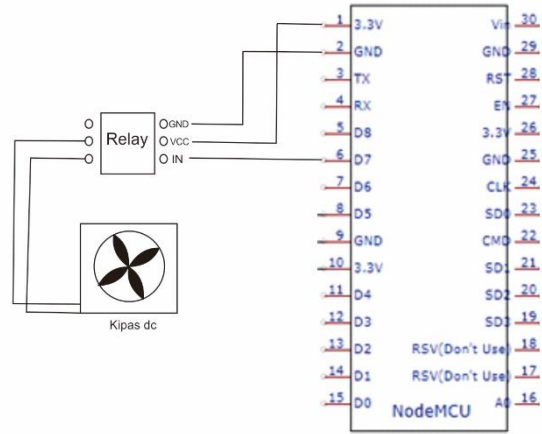 1 3.3V Vin 30
2 GND GND 29
3 TX RST 28
4 RX EN 27
5 D8 3.3V 26
6 D7 GND 25
7 D6 CLK 24
8 D5 SD0 23
9 GND CMD 22
10 3.3V SD1 21
11 D4 SD2 20
12 D3 SD3 19
13 D2 RSV(Don't Use) 18
14 D1 RSV(Don't Use) 17
15 D0 A0 16
NodeMCU
Relay
GND
VCC
IN
Kipas dc